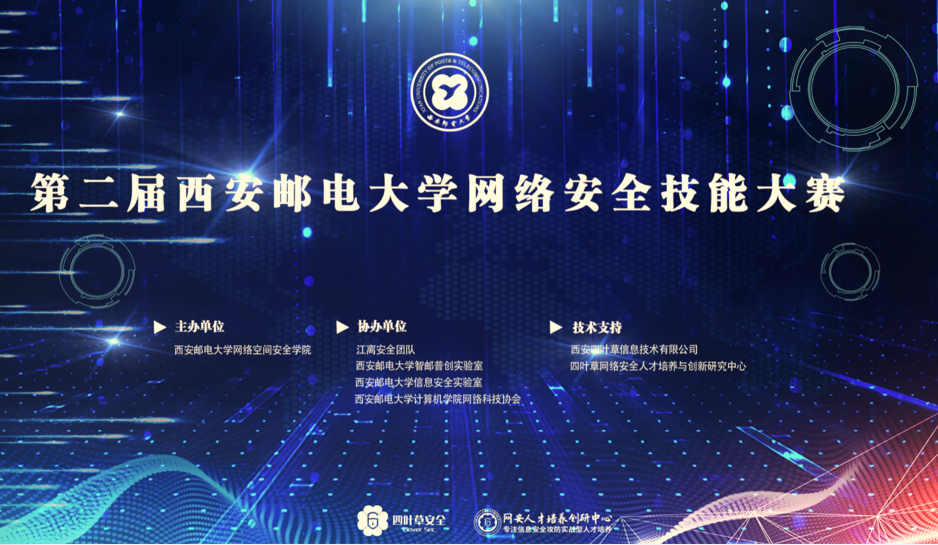 XI'AN UNIVERSITY OF POSTS & TELECOMMUNICATIONS
西安邮电大学
第二届西安邮电大学网络安全技能大赛
主办单位
西安邮电大学网络空间安全学院
协办单位
江离安全团队
西安邮电大学智邮普创实验室
西安邮电大学信息安全实验室
西安邮电大学计算机学院网络科技协会
技术支持
西安四叶草信息技术有限公司
四叶草网络安全人才培养与创新研究中心
四叶草安全
Clover Sec
网安人才培养创研中心
专注信息安全攻防实战型人才培养